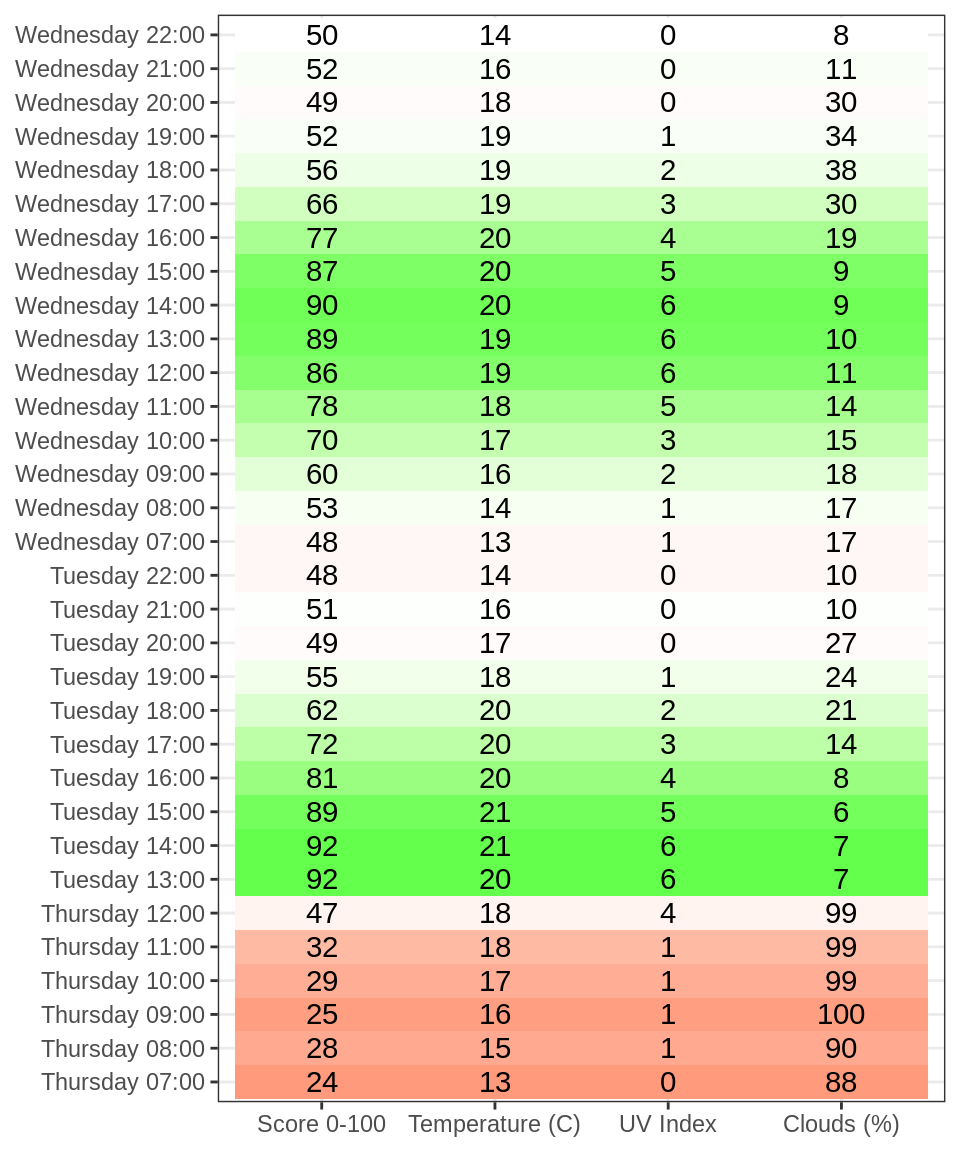 Wednesday 22:00 50 14 0 8
Wednesday 21:00 52 16 0 11
Wednesday 20:00 49 18 0 30
Wednesday 19:00 52 19 1 34
Wednesday 18:00 56 19 2 38
Wednesday 17:00 66 19 3 30
Wednesday 16:00 77 20 4 19
Wednesday 15:00 87 20 5 9
Wednesday 14:00 90 20 6 9
Wednesday 13:00 89 19 6 10
Wednesday 12:00 86 19 6 11
Wednesday 11:00 78 18 5 14
Wednesday 10:00 70 17 3 15
Wednesday 09:00 60 16 2 18
Wednesday 08:00 53 14 1 17
Wednesday 07:00 48 13 1 17
Tuesday 22:00 48 14 0 10
Tuesday 21:00 51 16 0 10
Tuesday 20:00 49 17 0 27
Tuesday 19:00 55 18 1 24
Tuesday 18:00 62 20 2 21
Tuesday 17:00 72 20 3 14
Tuesday 16:00 81 20 4 8
Tuesday 15:00 89 21 5 6
Tuesday 14:00 92 21 6 7
Tuesday 13:00 92 20 6 7
Thursday 12:00 47 18 4 99
Thursday 11:00 32 18 1 99
Thursday 10:00 29 17 1 99
Thursday 09:00 25 16 1 100
Thursday 08:00 28 15 1 90
Thursday 07:00 24 13 0 88
Score 0-100 Temperature (C) UV Index Clouds (%)